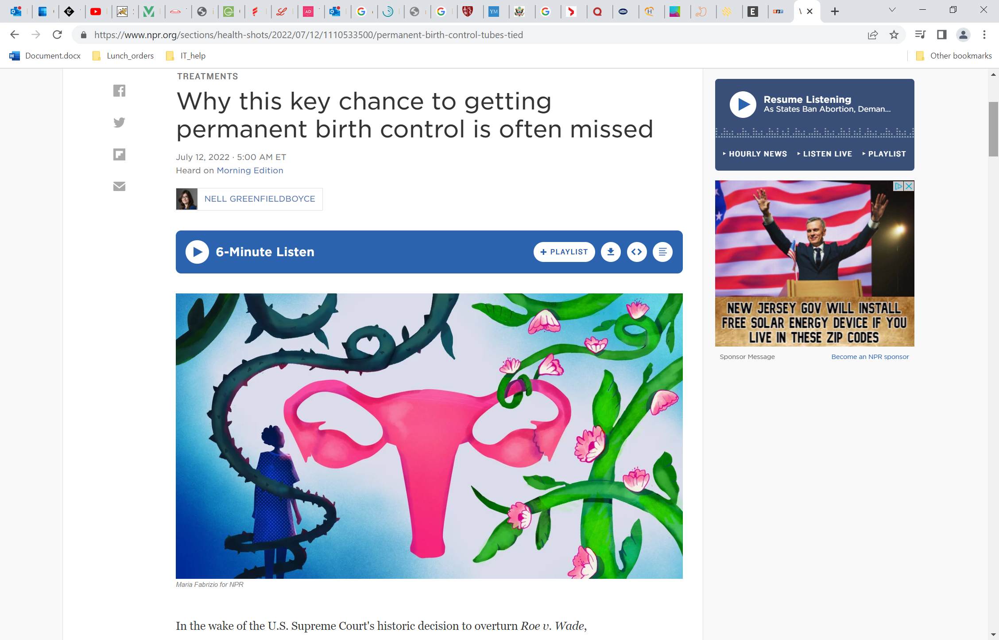 https://www.npr.org/sections/health-shots/2022/07/12/1110533500/permanent-birth-control-tubes-tied
Document.docx
Lunch_orders
IT_help
Other bookmarks
TREATMENTS
Why this key chance to getting
permanent birth control is often missed
July 12, 2022 · 5:00 AM ET
Heard on Morning Edition
NELL GREENFIELDBOYCE
6-Minute Listen
+ PLAYLIST
Maria Fabrizio for NPR
In the wake of the U.S. Supreme Court's historic decision to overturn Roe v. Wade,
Resume Listening
As States Ban Abortion, Deman...
HOURLY NEWS
LISTEN LIVE
PLAYLIST
NEW JERSEY GOV WILL INSTALL
FREE SOLAR ENERGY DEVICE IF YOU
LIVE IN THESE ZIP CODES
Sponsor Message
Become an NPR sponsor